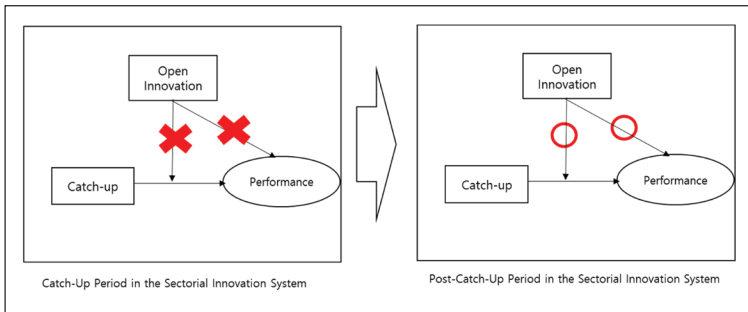 Open
Innovation
Catch-up
Performance
Catch-Up Period in the Sectorial Innovation System
Open
Innovation
Catch-up
Performance
Post-Catch-Up Period in the Sectorial Innovation System